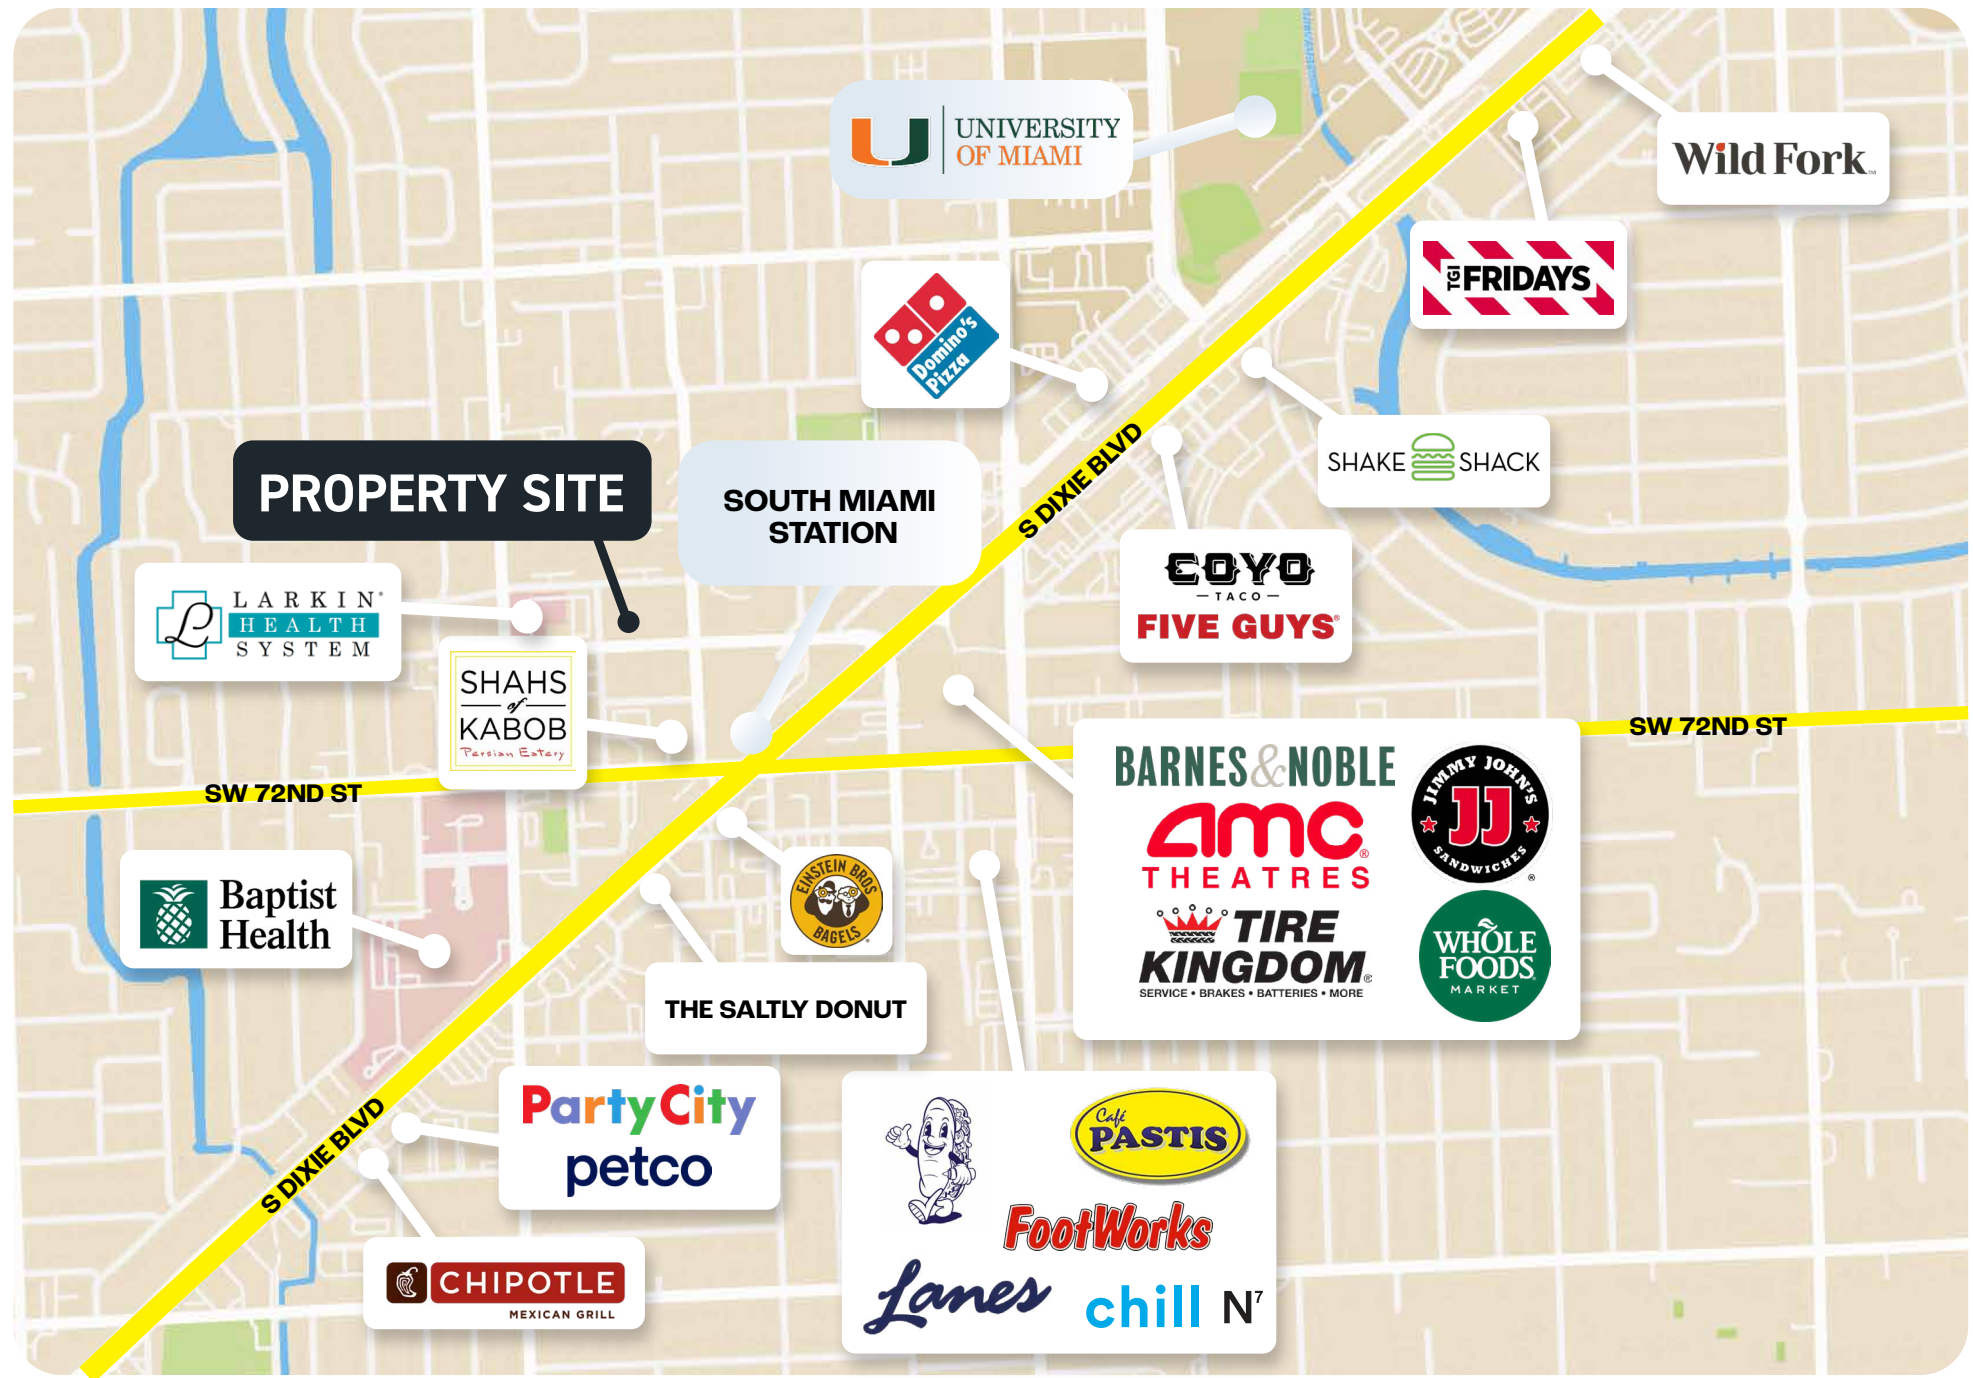 UNIVERSITY
OF MIAMI
Wild Fork™
TGI FRIDAYS
Domino's
Pizza
SHAKE SHACK
S DIXIE BLVD
PROPERTY SITE
SOUTH MIAMI
STATION
COYO
TACO
FIVE GUYS®
LARKIN®
HEALTH
SYSTEM
SHAHS
of
KABOB
Persian Eatery
SW 72ND ST
SW 72ND ST
BARNES & NOBLE
amc®
THEATRES
JIMMY JOHN'S
JJ
SANDWICHES®
TIRE
KINGDOM®
SERVICE • BRAKES • BATTERIES • MORE
WHOLE
FOODS
MARKET
Baptist
Health
EINSTEIN BROS
BAGELS®
THE SALTLY DONUT
Party City
petco
S DIXIE BLVD
CHIPOTLE
MEXICAN GRILL
Café
PASTIS
FootWorks
Lanes
chill N⁷